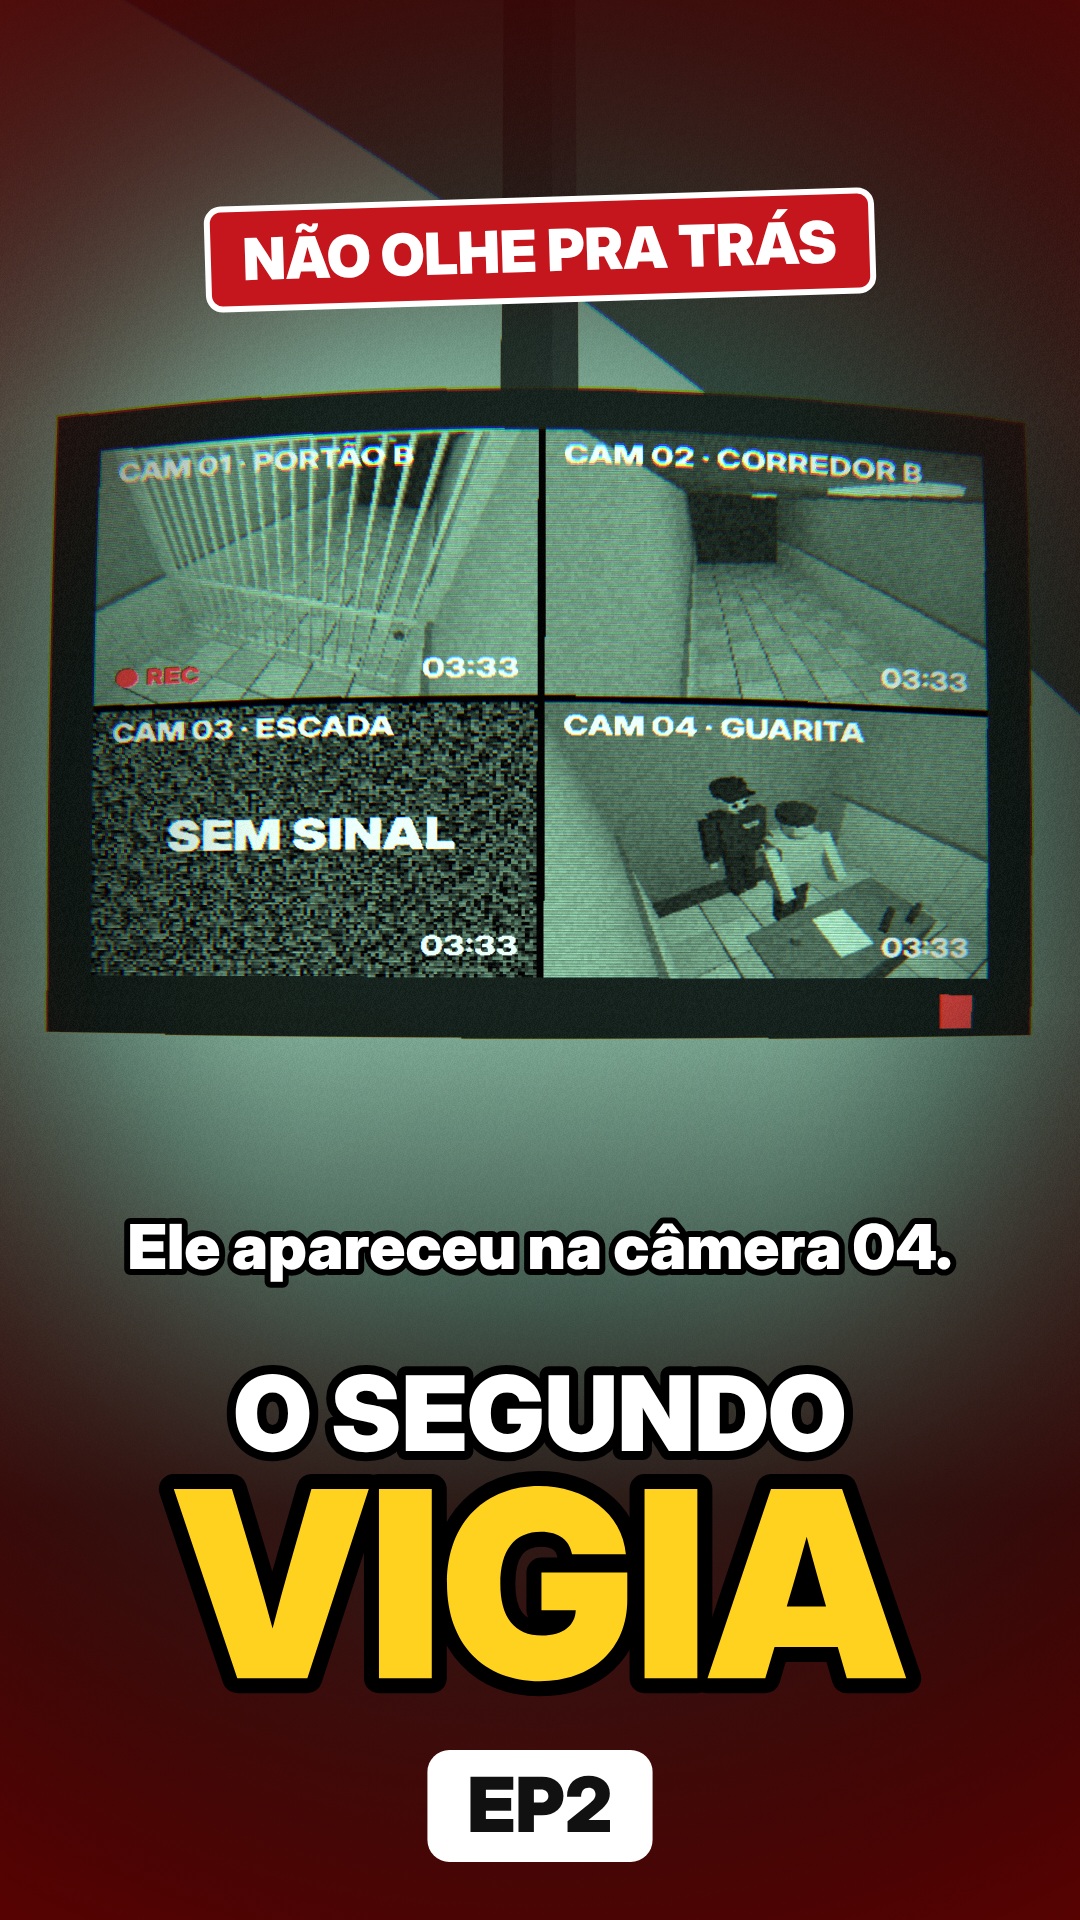 NÃO OLHE PRA TRÁS
CAM 01 · PORTÃO B
CAM 02 · CORREDOR B
REC
03:33
03:33
CAM 03 · ESCADA
CAM 04 · GUARITA
SEM SINAL
03:33
03:33
Ele apareceu na câmera 04.
O SEGUNDO
VIGIA
EP2